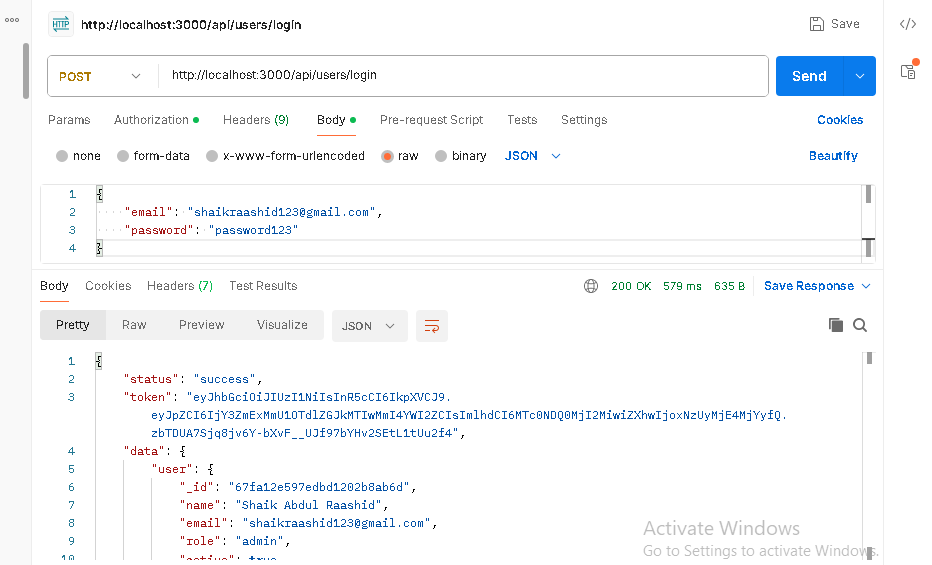 HTTP http://localhost:3000/api/users/login Save
POST http://localhost:3000/api/users/login Send
Params Authorization Headers (9) Body Pre-request Script Tests Settings Cookies
none form-data x-www-form-urlencoded raw binary JSON Beautify
1 {
2 "email": "shaikraashid123@gmail.com",
3 "password": "password123"
4 }
Body Cookies Headers (7) Test Results 200 OK 579 ms 635 B Save Response
Pretty Raw Preview Visualize JSON
1 {
2 "status": "success",
3 "token": "eyJhbGciOiJIUzI1NiIsInR5cCI6IkpXVCJ9.
eyJpZCI6IjY3ZmExMmU1OTdlZGJkMTIwMmI4YWI2ZCIsImlhdCI6MTc0NDQ0MjI2MiwiZXhwIjoxNzUyMjE4MjYyfQ.
zbTDUA7Sjq8jv6Y-bXvF__UJf97bYHv2SEtL1tUu2f4",
4 "data": {
5 "user": {
6 "_id": "67fa12e597edbd1202b8ab6d",
7 "name": "Shaik Abdul Raashid",
8 "email": "shaikraashid123@gmail.com",
9 "role": "admin",
10 "active": true
Activate Windows
Go to Settings to activate Windows.